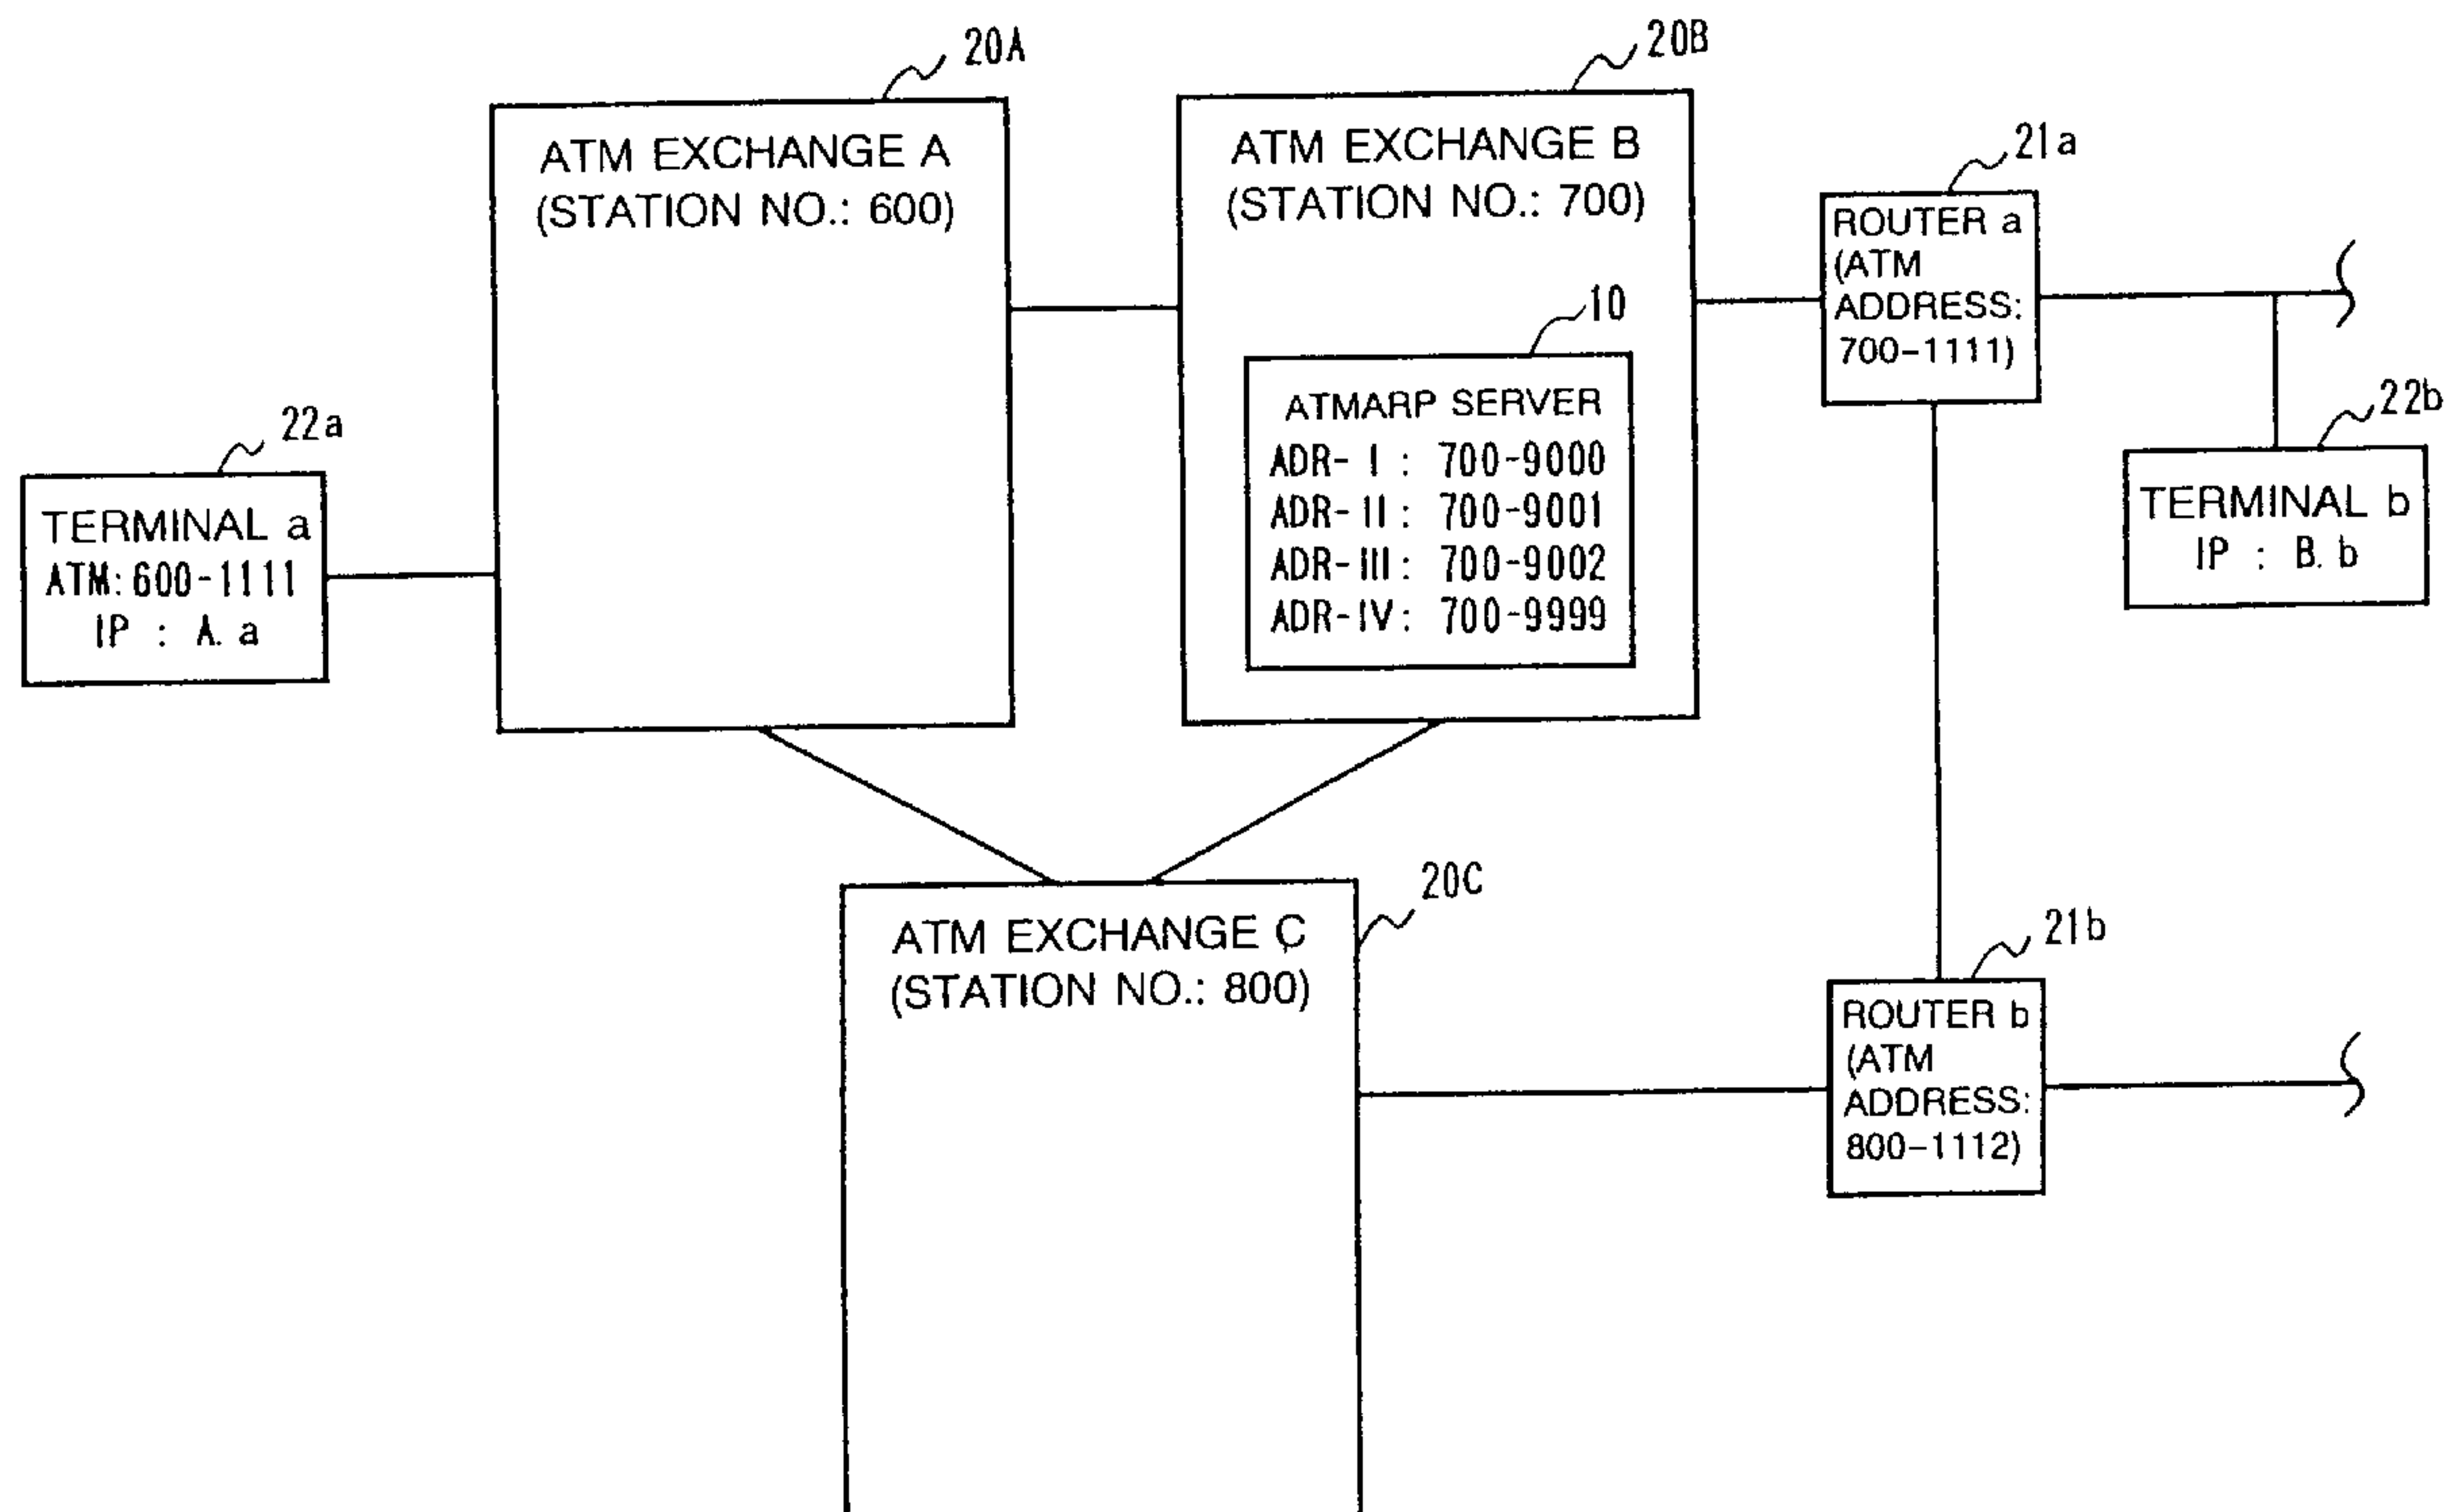 20A
ATM EXCHANGE A
(STATION NO.: 600)
20B
ATM EXCHANGE B
(STATION NO.: 700)
10
ATMARP SERVER
ADR- I : 700-9000
ADR-II : 700-9001
ADR-III : 700-9002
ADR-IV : 700-9999
21a
ROUTER a
(ATM
ADDRESS:
700-1111)
22a
TERMINAL a
ATM:600-1111
IP : A. a
22b
TERMINAL b
IP : B. b
20C
ATM EXCHANGE C
(STATION NO.: 800)
21b
ROUTER b
(ATM
ADDRESS:
800-1112)